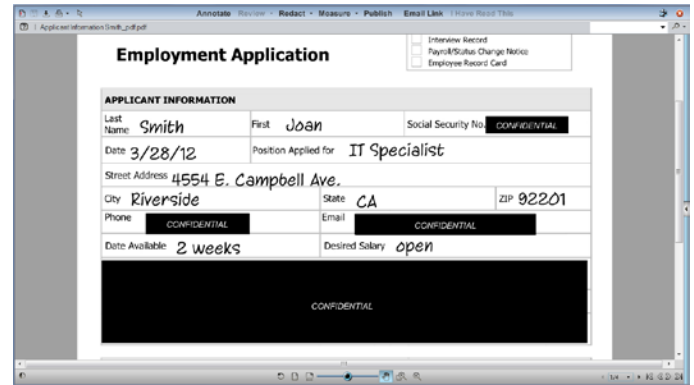 Annotate Review Redact Measure Publish Email Link I Have Read This
Applicant Information Smith_pdf.pdf
Interview Record
Payroll/Status Change Notice
Employee Record Card
Employment Application
APPLICANT INFORMATION
Last Name Smith First Joan Social Security No. CONFIDENTIAL
Date 3/28/12 Position Applied for IT Specialist
Street Address 4554 E. Campbell Ave.
City Riverside State CA ZIP 92201
Phone CONFIDENTIAL Email CONFIDENTIAL
Date Available 2 weeks Desired Salary open
CONFIDENTIAL
1/4